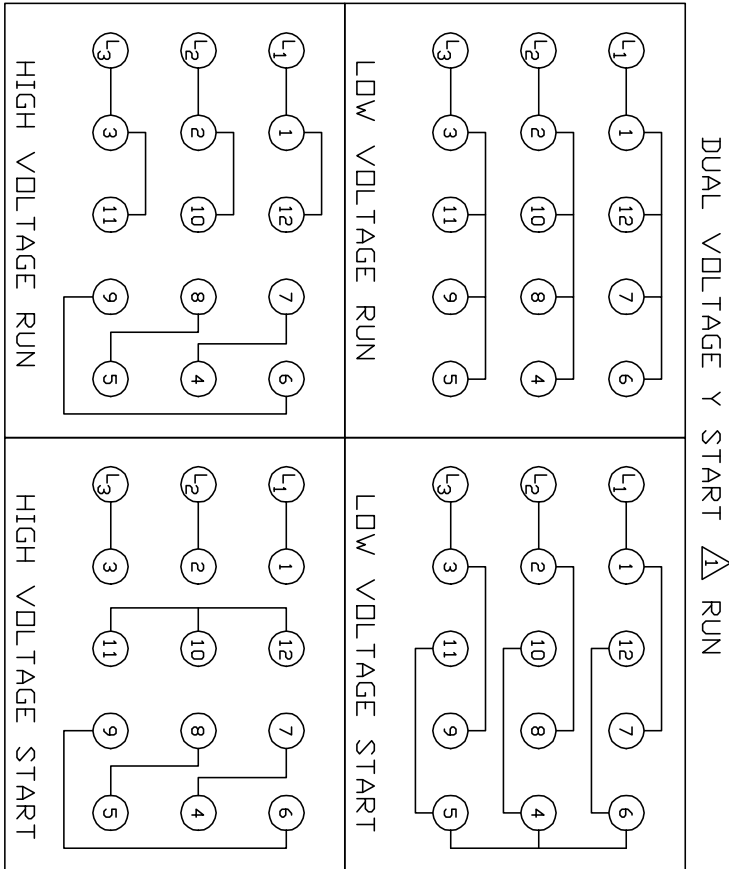 DUAL VOLTAGE Y START △1 RUN
L1 1 12 7 6
L2 2 10 8 4
L3 3 11 9 5
LOW VOLTAGE RUN
L1 1 12 7 6
L2 2 10 8 4
L3 3 11 9 5
LOW VOLTAGE START
L1 1 12 7 6
L2 2 10 8 4
L3 3 11 9 5
HIGH VOLTAGE RUN
L1 1 12 7 6
L2 2 10 8 4
L3 3 11 9 5
HIGH VOLTAGE START